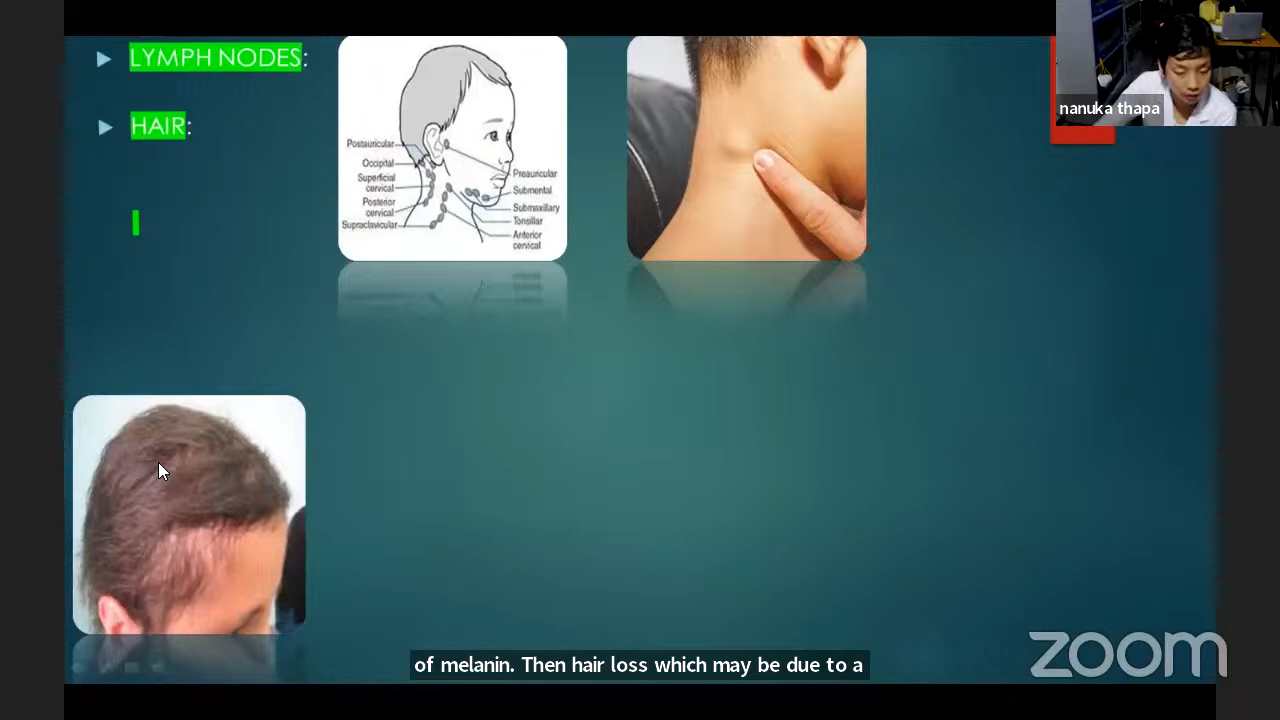 LYMPH NODES:
HAIR:
Postauricular
Occipital
Superficial
cervical
Posterior
cervical
Supraclavicular
Preauricular
Submental
Submaxillary
Tonsillar
Anterior
cervical
nanuka thapa
of melanin. Then hair loss which may be due to a
zoom